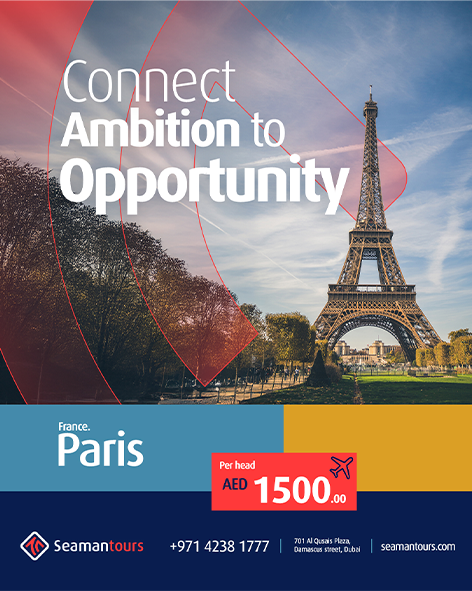 Connect
Ambition to
Opportunity
France.
Paris
Per head
AED 1500.00
Seamantours
+971 4238 1777
701 Al Qusais Plaza,
Damascus street, Dubai
seamantours.com